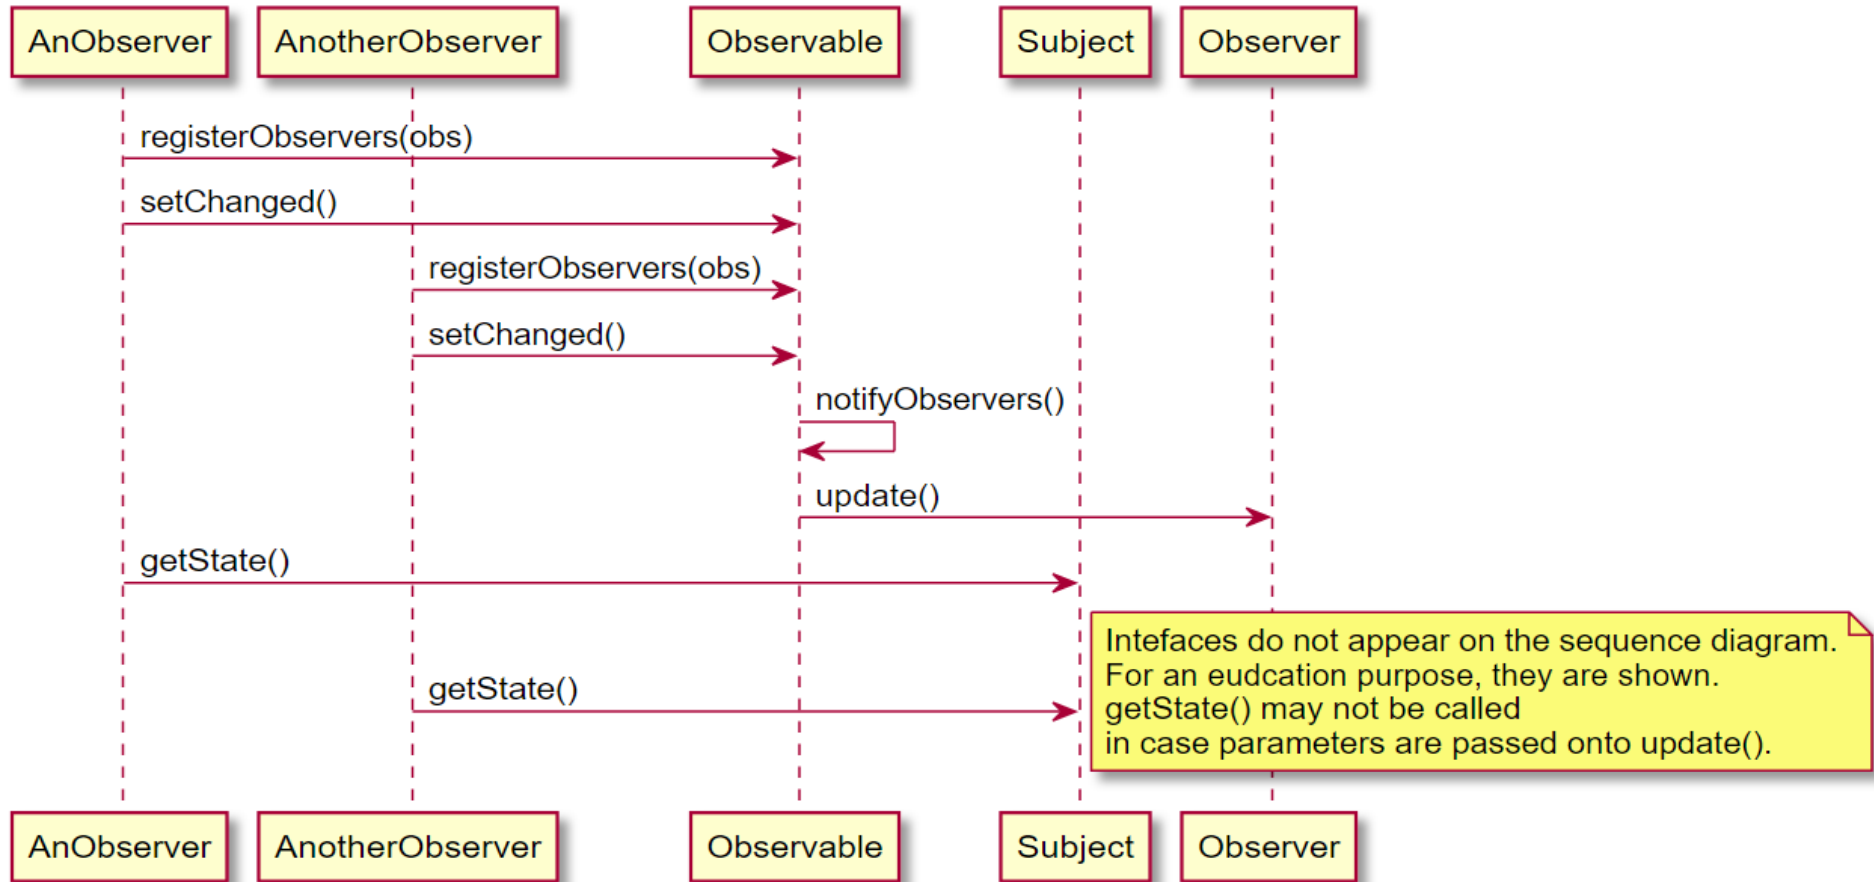 AnObserver AnotherObserver Observable Subject Observer
registerObservers(obs)
setChanged()
registerObservers(obs)
setChanged()
notifyObservers()
update()
getState()
Intefaces do not appear on the sequence diagram.
For an eudcation purpose, they are shown.
getState() may not be called
in case parameters are passed onto update().
getState()
AnObserver AnotherObserver Observable Subject Observer